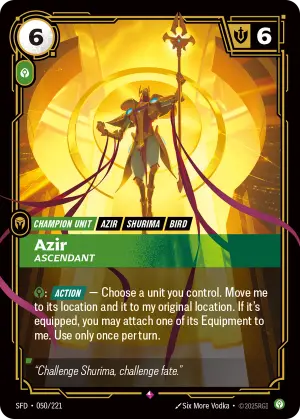 6
6
CHAMPION UNIT AZIR SHURIMA BIRD
Azir
ASCENDANT
: ACTION — Choose a unit you control. Move me
to its location and it to my original location. If it's
equipped, you may attach one of its Equipment to
me. Use only once per turn.
"Challenge Shurima, challenge fate."
SFD • 050/221
Six More Vodka • ©2025RGI